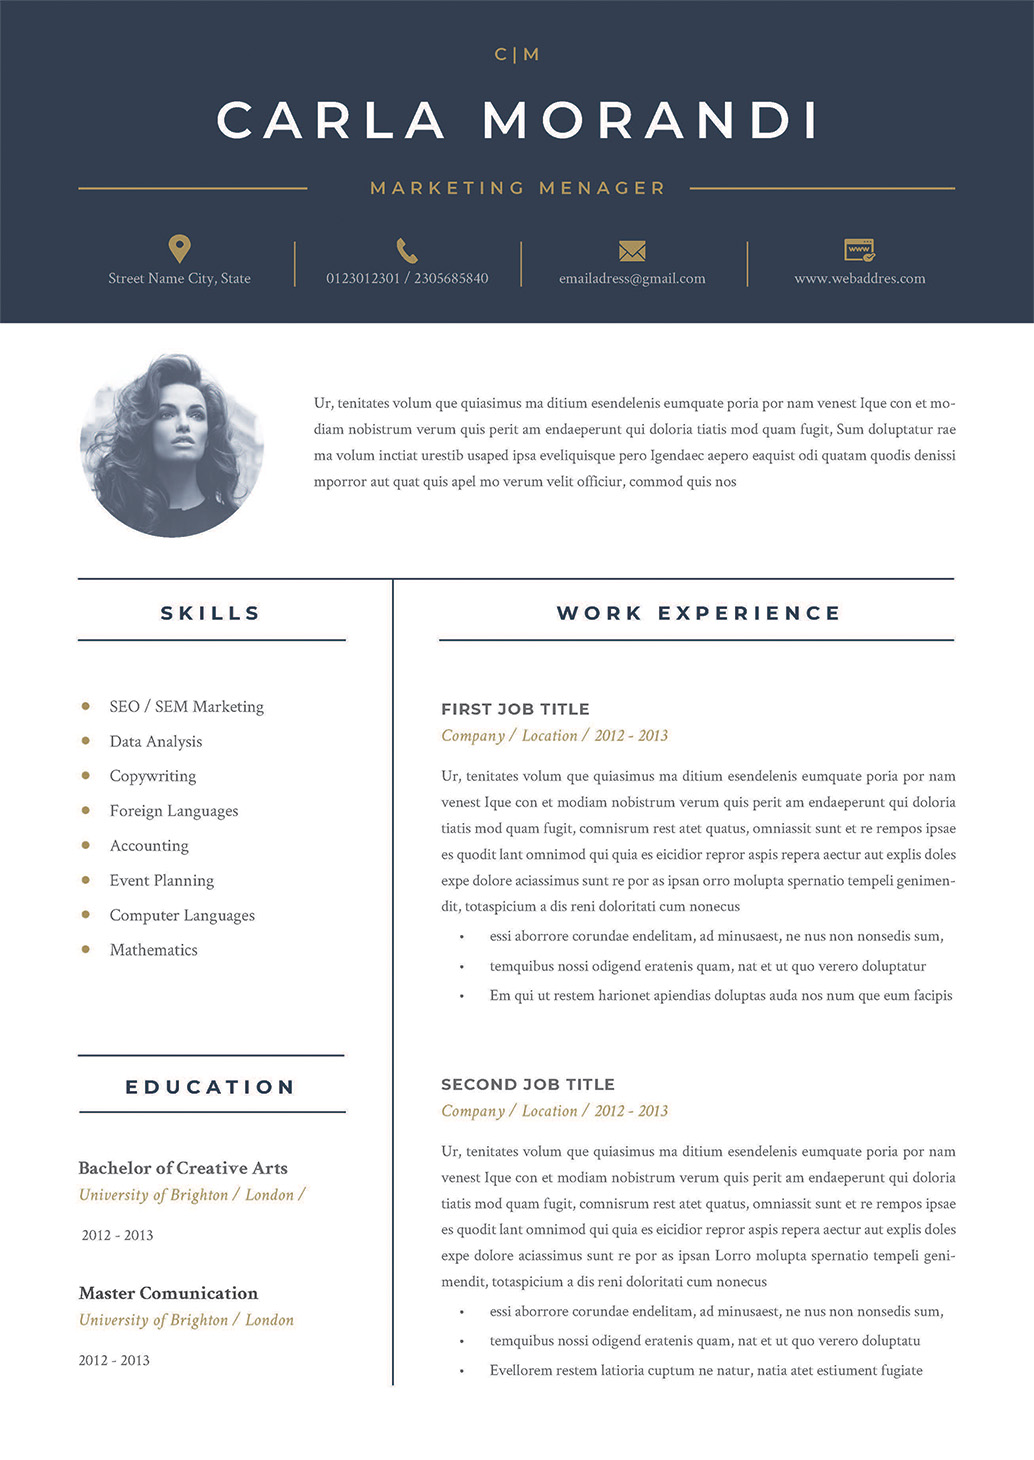 C|M
CARLA MORANDI
MARKETING MENAGER
Street Name City, State
0123012301 / 2305685840
emailadress@gmail.com
www
www.webaddres.com
Ur, tenitates volum que quiasimus ma ditium esendelenis eumquate poria por nam venest Ique con et mo-
diam nobistrum verum quis perit am endaeperunt qui doloria tiatis mod quam fugit, Sum doluptatur rae
ma volum inctiat urestib usaped ipsa eveliquisque pero Igendaec aepero eaquist odi quatam quodis denissi
mporror aut quat quis apel mo verum velit officiur, commod quis nos
SKILLS
SEO / SEM Marketing
Data Analysis
Copywriting
Foreign Languages
Accounting
Event Planning
Computer Languages
Mathematics
EDUCATION
Bachelor of Creative Arts
University of Brighton / London /
2012 - 2013
Master Comunication
University of Brighton / London
2012 - 2013
WORK EXPERIENCE
FIRST JOB TITLE
Company / Location / 2012 - 2013
Ur, tenitates volum que quiasimus ma ditium esendelenis eumquate poria por nam
venest Ique con et modiam nobistrum verum quis perit am endaeperunt qui doloria
tiatis mod quam fugit, comnisrum rest atet quatus, omniassit sunt et re rempos ipsae
es quodit lant omnimod qui quia es eicidior repror aspis repera aectur aut explis doles
expe dolore aciassimus sunt re por as ipsan orro molupta spernatio tempeli genimen-
dit, totaspicium a dis reni doloritati cum nonecus
• essi aborrore corundae endelitam, ad minusaest, ne nus non nonsedis sum,
• temquibus nossi odigend eratenis quam, nat et ut quo verero doluptatur
• Em qui ut restem harionet apiendias doluptas auda nos num que eum facipis
SECOND JOB TITLE
Company / Location / 2012 - 2013
Ur, tenitates volum que quiasimus ma ditium esendelenis eumquate poria por nam
venest Ique con et modiam nobistrum verum quis perit am endaeperunt qui doloria
tiatis mod quam fugit, comnisrum rest atet quatus, omniassit sunt et re rempos ipsae
es quodit lant omnimod qui quia es eicidior repror aspis repera aectur aut explis doles
expe dolore aciassimus sunt re por as ipsan Lorro molupta spernatio tempeli geni-
mendit, totaspicium a dis reni doloritati cum nonecus
• essi aborrore corundae endelitam, ad minusaest, ne nus non nonsedis sum,
• temquibus nossi odigend eratenis quam, nat et ut quo verero doluptatu
• Evellorem restem latioria cuptum ne natur, natia atet estiument fugiate